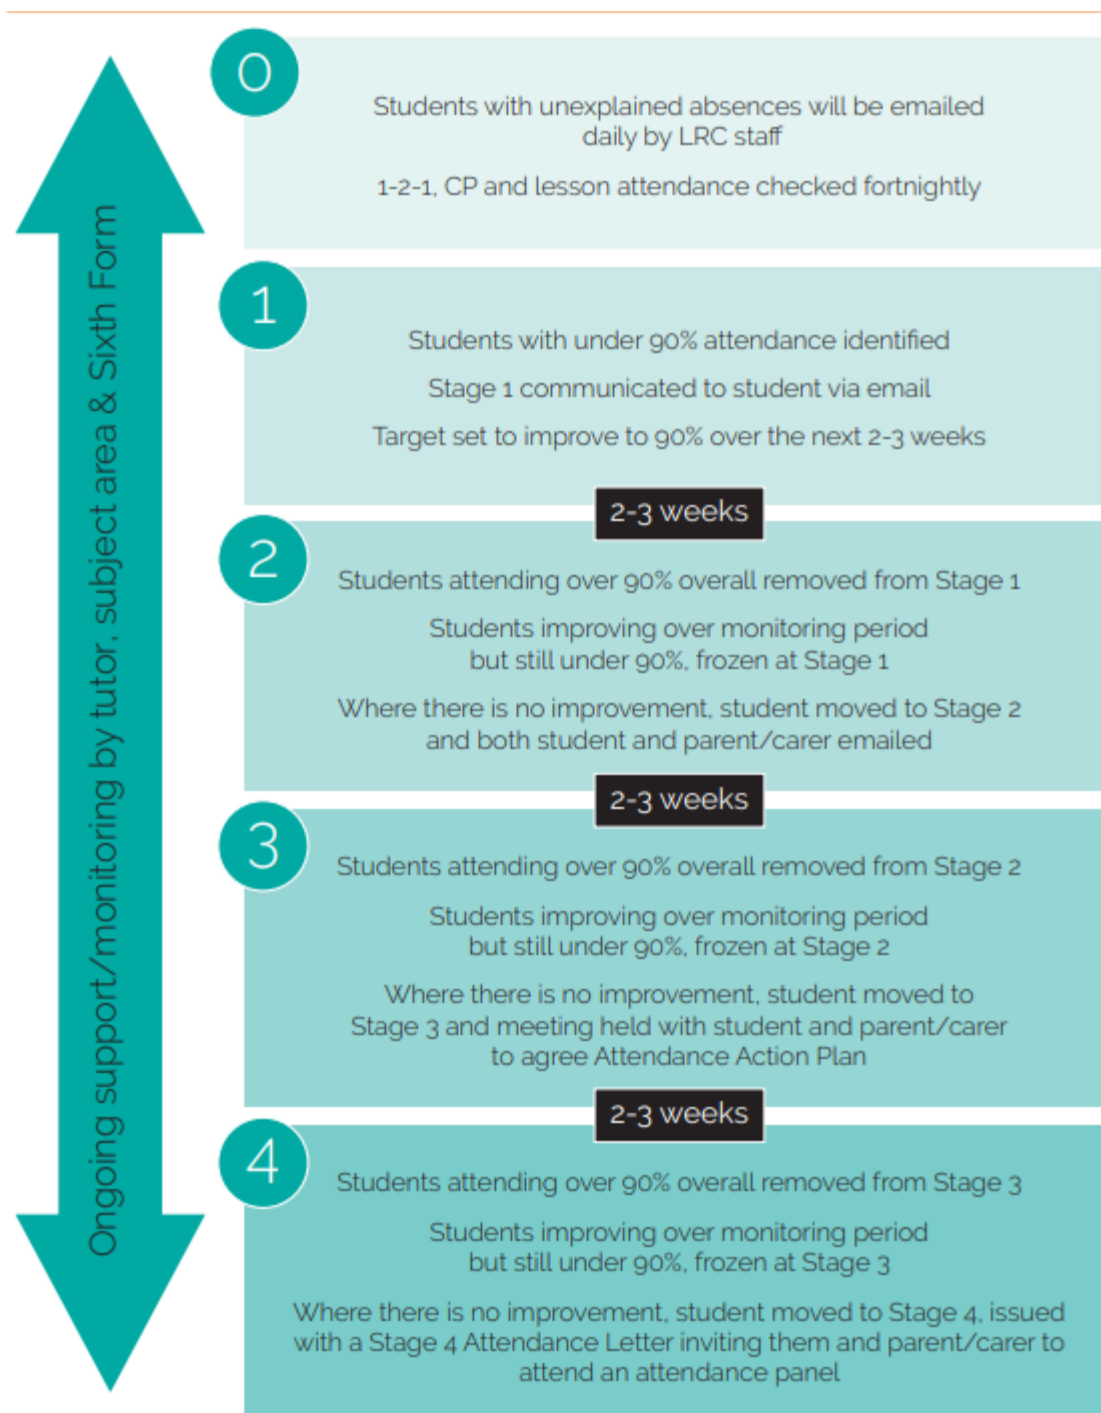 Ongoing support/monitoring by tutor, subject area & Sixth Form
0
Students with unexplained absences will be emailed
daily by LRC staff
1-2-1, CP and lesson attendance checked fortnightly
1
Students with under 90% attendance identified
Stage 1 communicated to student via email
Target set to improve to 90% over the next 2-3 weeks
2-3 weeks
2
Students attending over 90% overall removed from Stage 1
Students improving over monitoring period
but still under 90%, frozen at Stage 1
Where there is no improvement, student moved to Stage 2
and both student and parent/carer emailed
2-3 weeks
3
Students attending over 90% overall removed from Stage 2
Students improving over monitoring period
but still under 90%, frozen at Stage 2
Where there is no improvement, student moved to
Stage 3 and meeting held with student and parent/carer
to agree Attendance Action Plan
2-3 weeks
4
Students attending over 90% overall removed from Stage 3
Students improving over monitoring period
but still under 90%, frozen at Stage 3
Where there is no improvement, student moved to Stage 4, issued
with a Stage 4 Attendance Letter inviting them and parent/carer to
attend an attendance panel